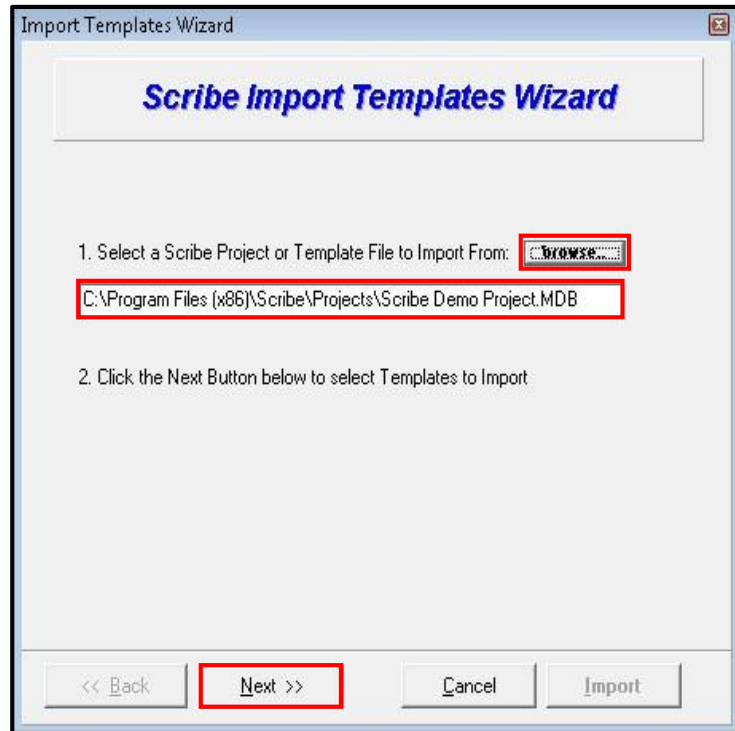 Import Templates Wizard
Scribe Import Templates Wizard
1. Select a Scribe Project or Template File to Import From: browse...
C:\Program Files (x86)\Scribe\Projects\Scribe Demo Project.MDB
2. Click the Next Button below to select Templates to Import
<< Back Next >> Cancel Import